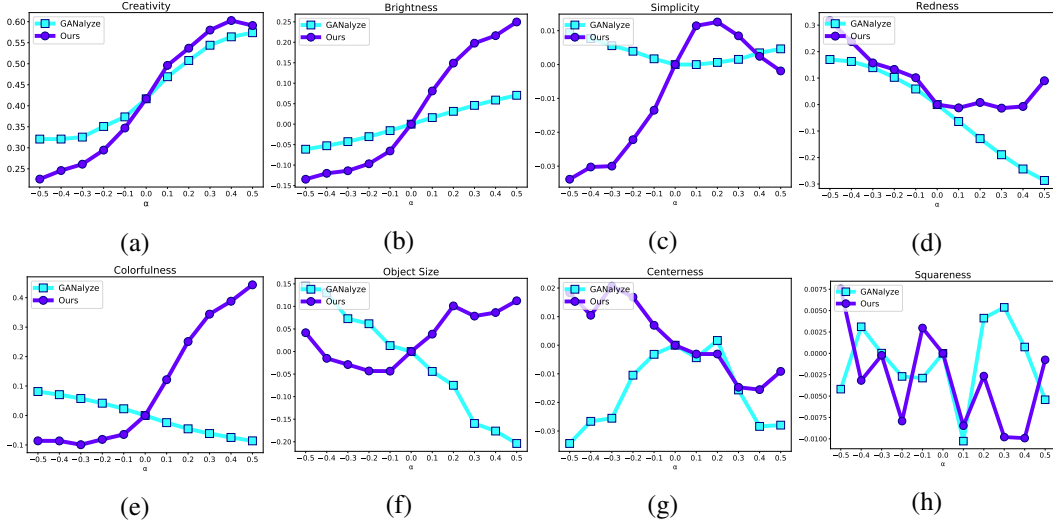 Creativity
GANalyze
Ours
0.60
0.55
0.50
0.45
0.40
0.35
0.30
0.25
−0.5 −0.4 −0.3 −0.2 −0.1 0.0 0.1 0.2 0.3 0.4 0.5
α
(a)
Brightness
GANalyze
Ours
0.25
0.20
0.15
0.10
0.05
0.00
−0.05
−0.10
−0.15
−0.5 −0.4 −0.3 −0.2 −0.1 0.0 0.1 0.2 0.3 0.4 0.5
α
(b)
Simplicity
GANalyze
Ours
0.01
0.00
−0.01
−0.02
−0.03
−0.5 −0.4 −0.3 −0.2 −0.1 0.0 0.1 0.2 0.3 0.4 0.5
α
(c)
Redness
GANalyze
Ours
0.3
0.2
0.1
0.0
−0.1
−0.2
−0.3
−0.5 −0.4 −0.3 −0.2 −0.1 0.0 0.1 0.2 0.3 0.4 0.5
α
(d)
Colorfulness
GANalyze
Ours
0.4
0.3
0.2
0.1
0.0
−0.1
−0.5 −0.4 −0.3 −0.2 −0.1 0.0 0.1 0.2 0.3 0.4 0.5
α
(e)
Object Size
GANalyze
Ours
0.15
0.10
0.05
0.00
−0.05
−0.10
−0.15
−0.20
−0.5 −0.4 −0.3 −0.2 −0.1 0.0 0.1 0.2 0.3 0.4 0.5
α
(f)
Centerness
GANalyze
Ours
0.02
0.01
0.00
−0.01
−0.02
−0.03
−0.5 −0.4 −0.3 −0.2 −0.1 0.0 0.1 0.2 0.3 0.4 0.5
α
(g)
Squareness
GANalyze
Ours
0.0075
0.0050
0.0025
0.0000
−0.0025
−0.0050
−0.0075
−0.0100
−0.5 −0.4 −0.3 −0.2 −0.1 0.0 0.1 0.2 0.3 0.4 0.5
α
(h)